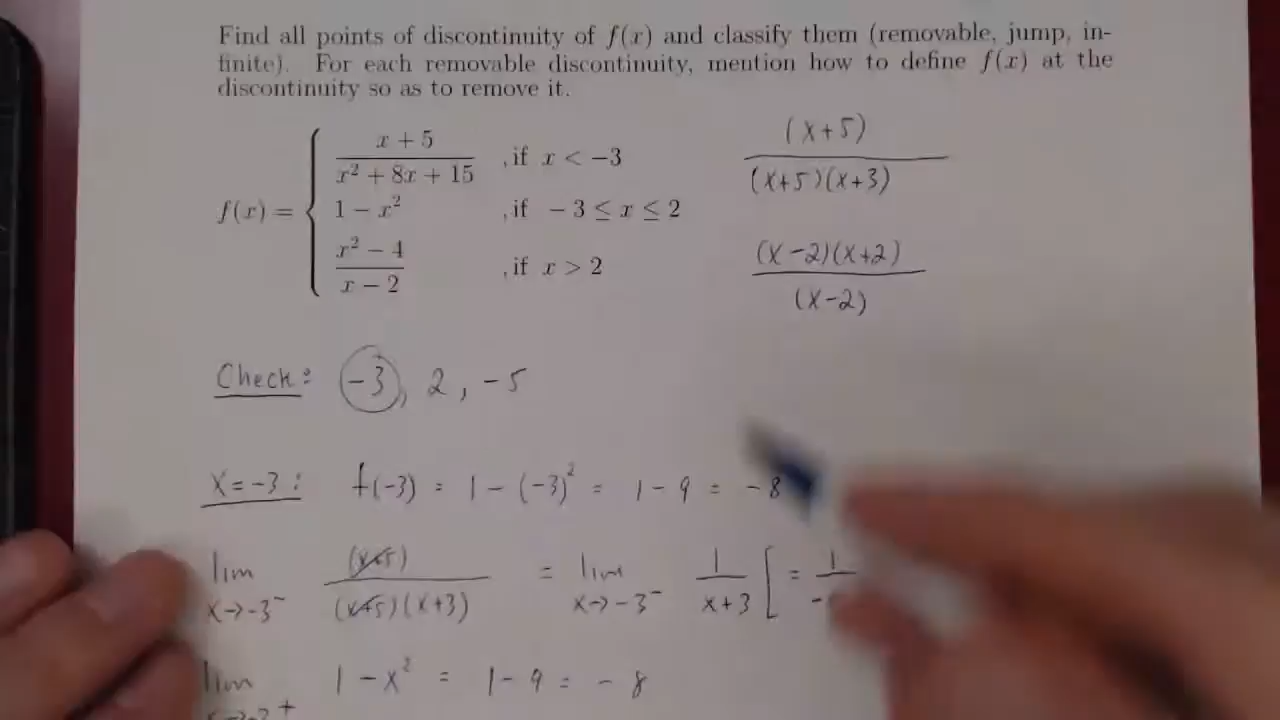 Find all points of discontinuity of f(x) and classify them (removable, jump, in-
finite). For each removable discontinuity, mention how to define f(x) at the
discontinuity so as to remove it.
f(x) = { (x + 5)/(x² + 8x + 15) , if x < −3
1 − x² , if − 3 ≤ x ≤ 2
(x² − 4)/(x − 2) , if x > 2
(x+5)
(x+5)(x+3)
(x-2)(x+2)
(x-2)
Check: -3, 2, -5
x = -3: f(-3) = 1 - (-3)² = 1 - 9 = -8
lim x→-3⁻ (x+5)/((x+5)(x+3)) = lim x→-3⁻ 1/(x+3) [ = 1/-
lim 1 - x² = 1 - 9 = - 8